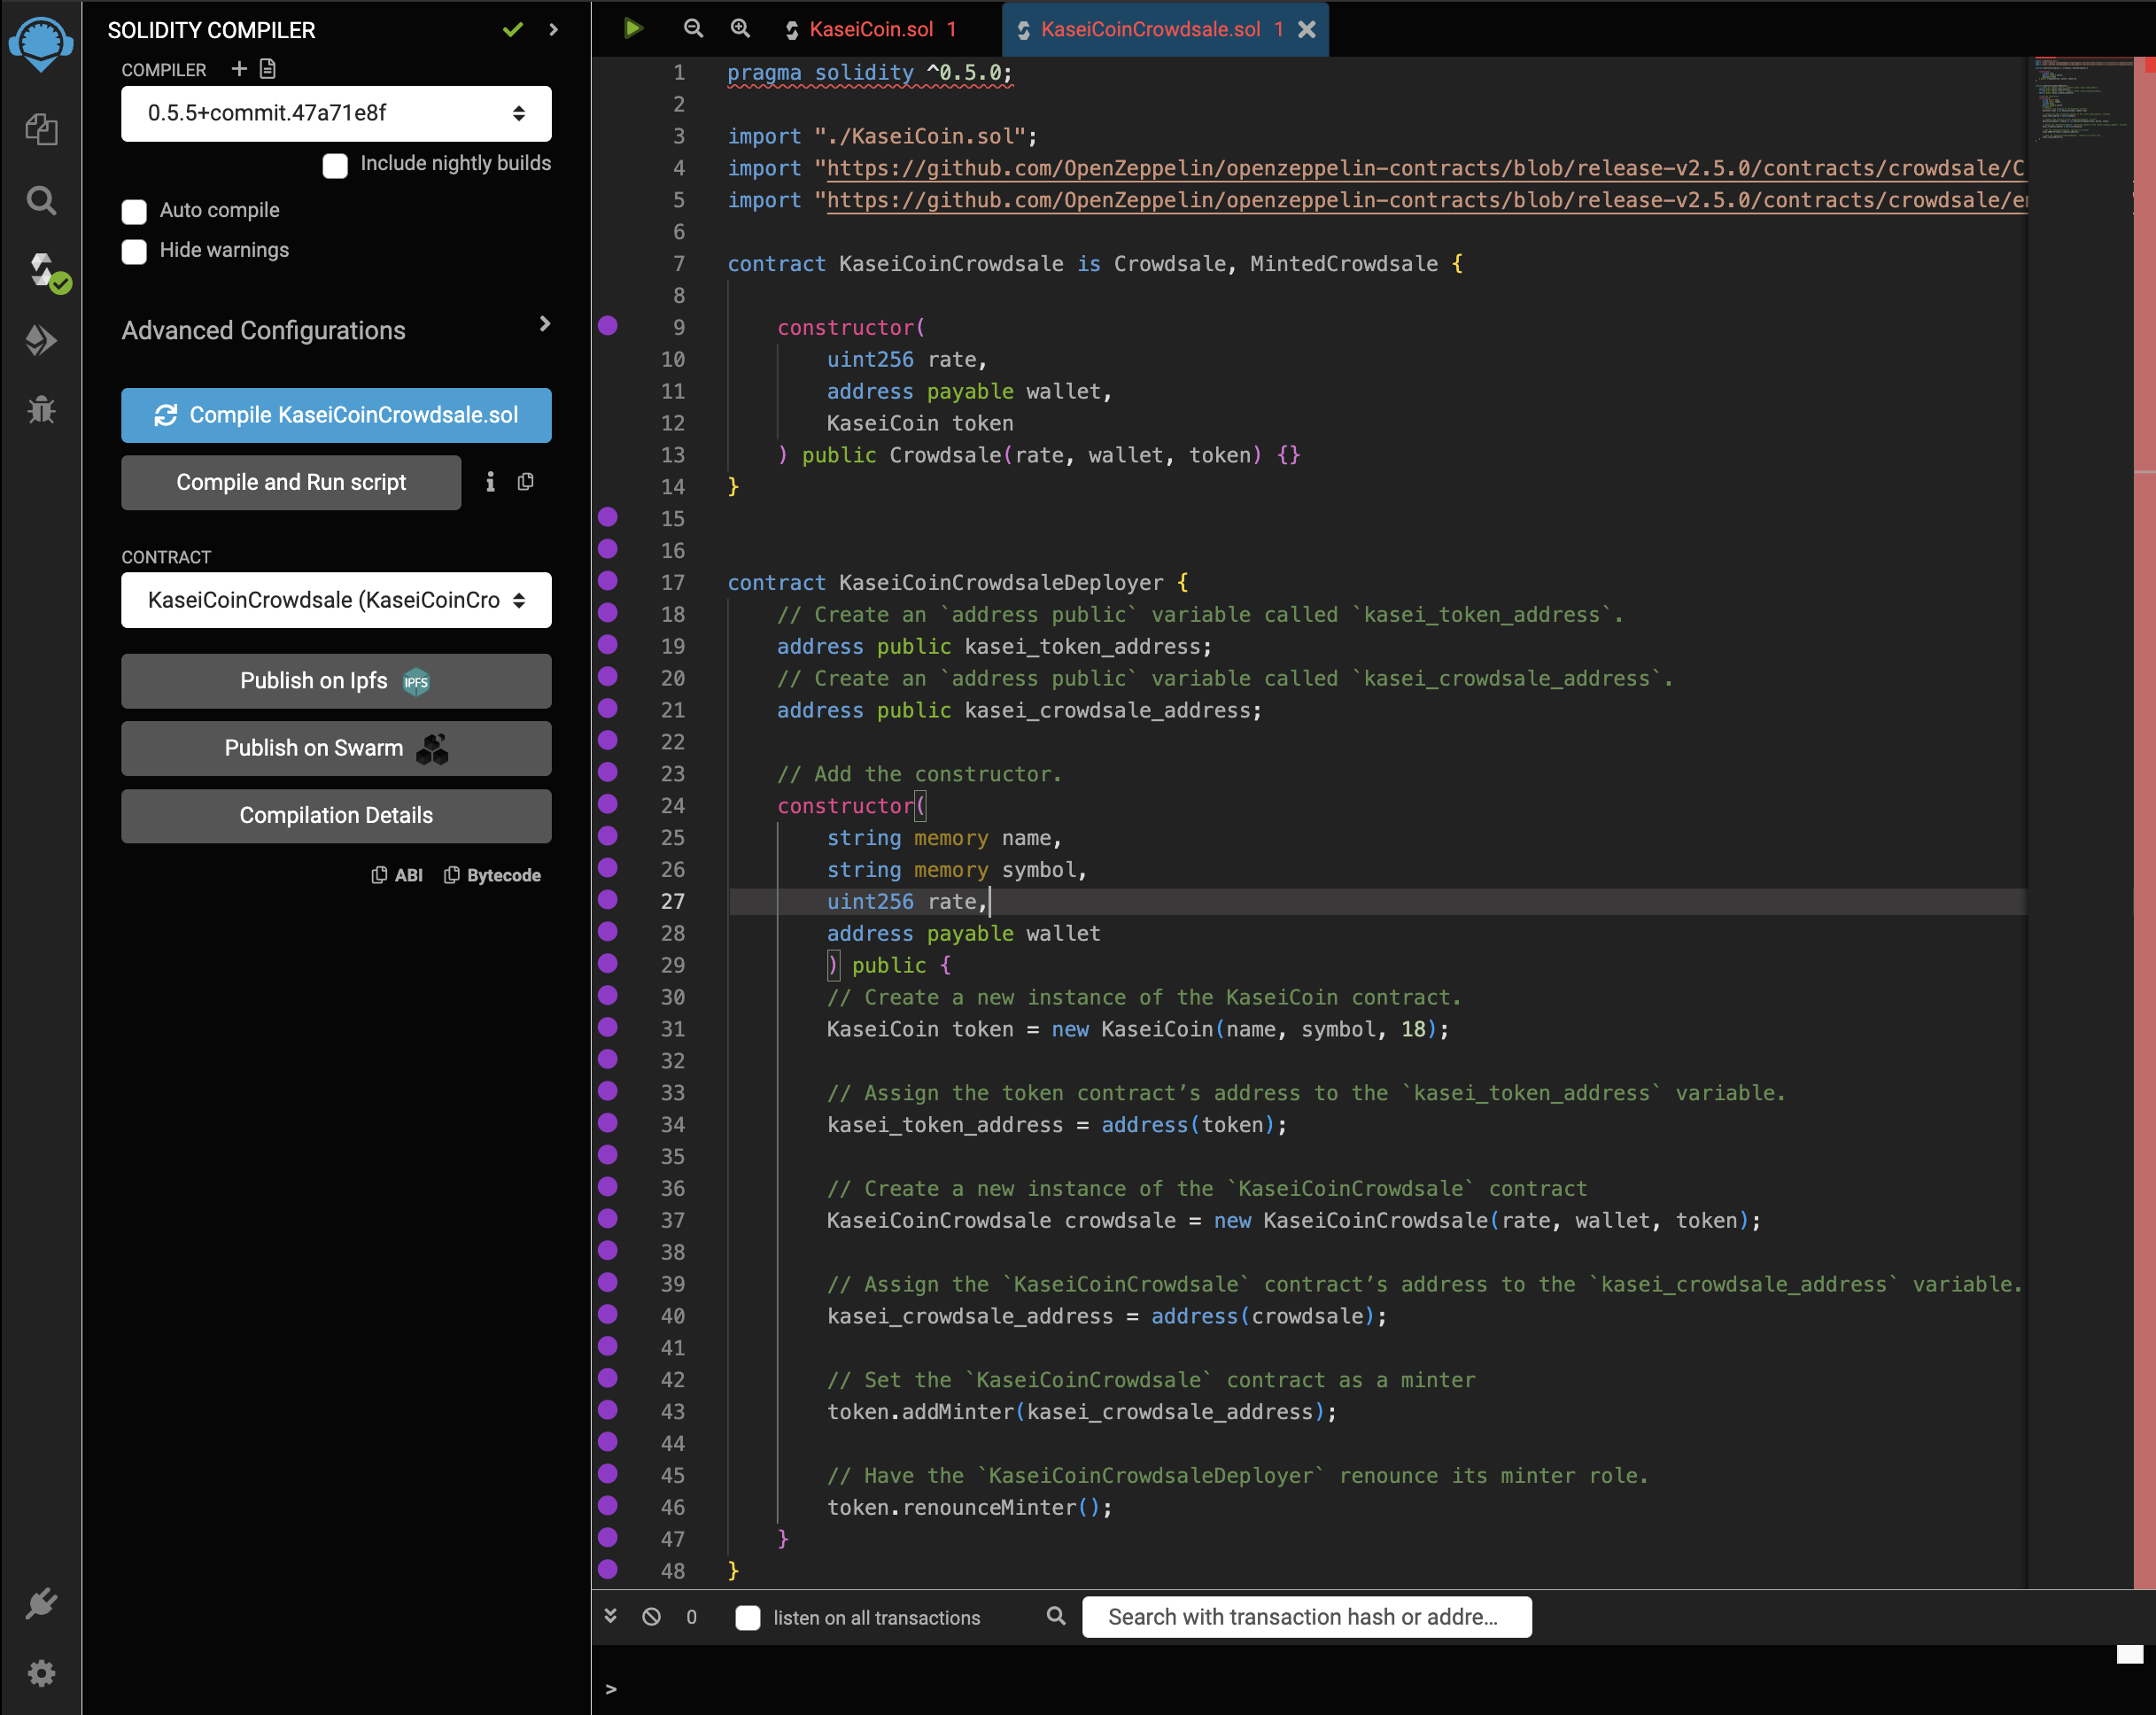 SOLIDITY COMPILER
COMPILER
0.5.5+commit.47a71e8f
Include nightly builds
Auto compile
Hide warnings
Advanced Configurations
Compile KaseiCoinCrowdsale.sol
Compile and Run script
CONTRACT
KaseiCoinCrowdsale (KaseiCoinCro
Publish on Ipfs IPFS
Publish on Swarm
Compilation Details
ABI Bytecode
KaseiCoin.sol 1 KaseiCoinCrowdsale.sol 1
1 pragma solidity ^0.5.0;
2
3 import "./KaseiCoin.sol";
4 import "https://github.com/OpenZeppelin/openzeppelin-contracts/blob/release-v2.5.0/contracts/crowdsale/C
5 import "https://github.com/OpenZeppelin/openzeppelin-contracts/blob/release-v2.5.0/contracts/crowdsale/e
6
7 contract KaseiCoinCrowdsale is Crowdsale, MintedCrowdsale {
8
9 constructor(
10 uint256 rate,
11 address payable wallet,
12 KaseiCoin token
13 ) public Crowdsale(rate, wallet, token) {}
14 }
15
16
17 contract KaseiCoinCrowdsaleDeployer {
18 // Create an `address public` variable called `kasei_token_address`.
19 address public kasei_token_address;
20 // Create an `address public` variable called `kasei_crowdsale_address`.
21 address public kasei_crowdsale_address;
22
23 // Add the constructor.
24 constructor(
25 string memory name,
26 string memory symbol,
27 uint256 rate,
28 address payable wallet
29 ) public {
30 // Create a new instance of the KaseiCoin contract.
31 KaseiCoin token = new KaseiCoin(name, symbol, 18);
32
33 // Assign the token contract’s address to the `kasei_token_address` variable.
34 kasei_token_address = address(token);
35
36 // Create a new instance of the `KaseiCoinCrowdsale` contract
37 KaseiCoinCrowdsale crowdsale = new KaseiCoinCrowdsale(rate, wallet, token);
38
39 // Assign the `KaseiCoinCrowdsale` contract’s address to the `kasei_crowdsale_address` variable.
40 kasei_crowdsale_address = address(crowdsale);
41
42 // Set the `KaseiCoinCrowdsale` contract as a minter
43 token.addMinter(kasei_crowdsale_address);
44
45 // Have the `KaseiCoinCrowdsaleDeployer` renounce its minter role.
46 token.renounceMinter();
47 }
48 }
0 listen on all transactions Search with transaction hash or addre...
>